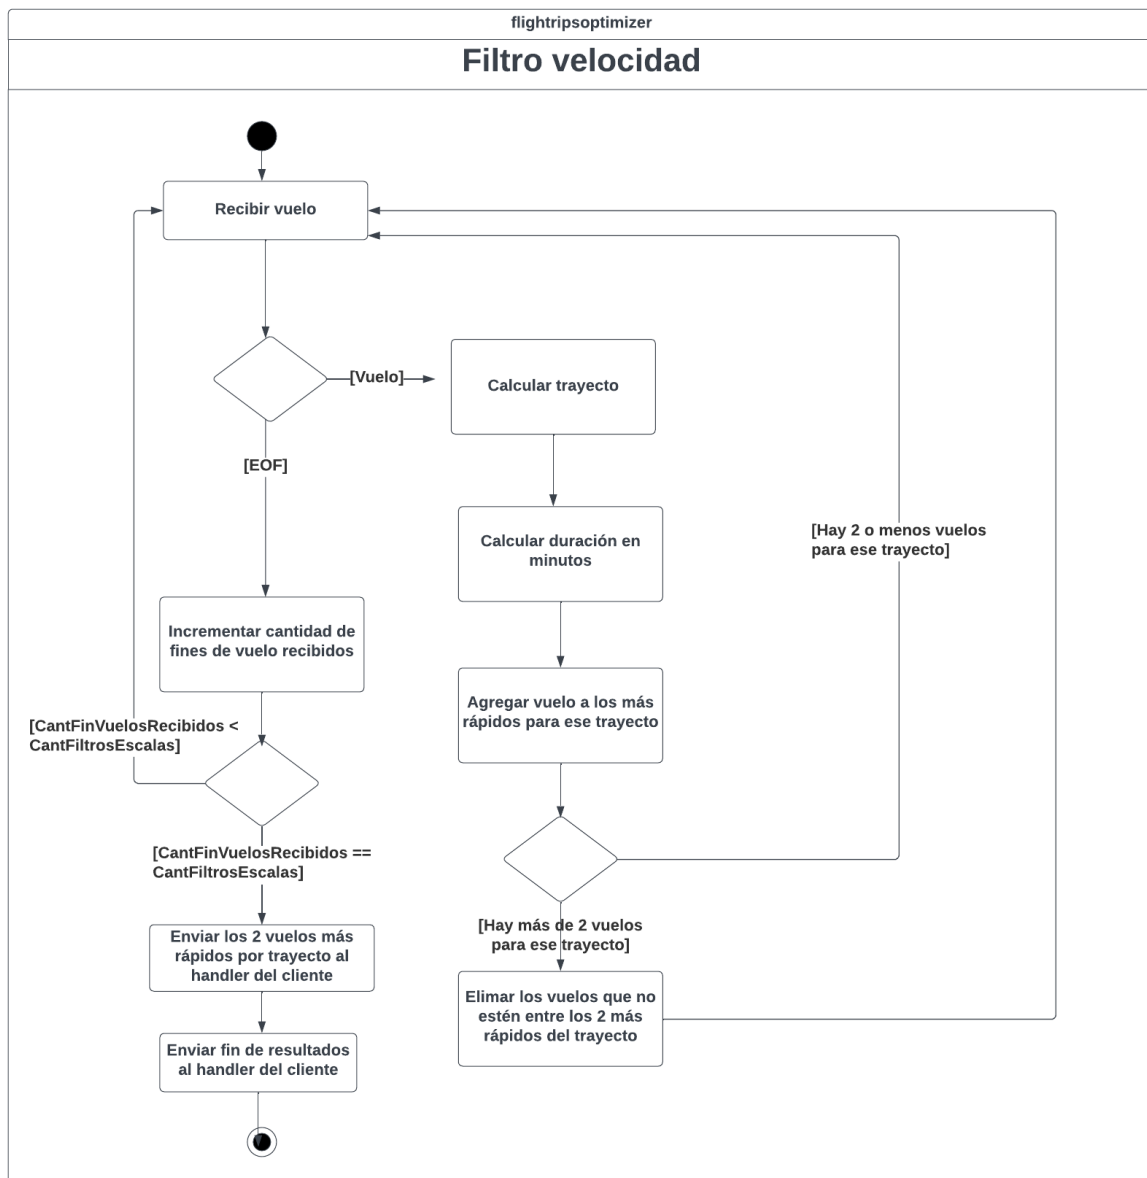 flightripsoptimizer
Filtro velocidad
Recibir vuelo
[Vuelo]
Calcular trayecto
[EOF]
Calcular duración en
minutos
[Hay 2 o menos vuelos
para ese trayecto]
Incrementar cantidad de
fines de vuelo recibidos
Agregar vuelo a los más
rápidos para ese trayecto
[CantFinVuelosRecibidos <
CantFiltrosEscalas]
[CantFinVuelosRecibidos ==
CantFiltrosEscalas]
[Hay más de 2 vuelos
para ese trayecto]
Enviar los 2 vuelos más
rápidos por trayecto al
handler del cliente
Elimar los vuelos que no
estén entre los 2 más
rápidos del trayecto
Enviar fin de resultados
al handler del cliente